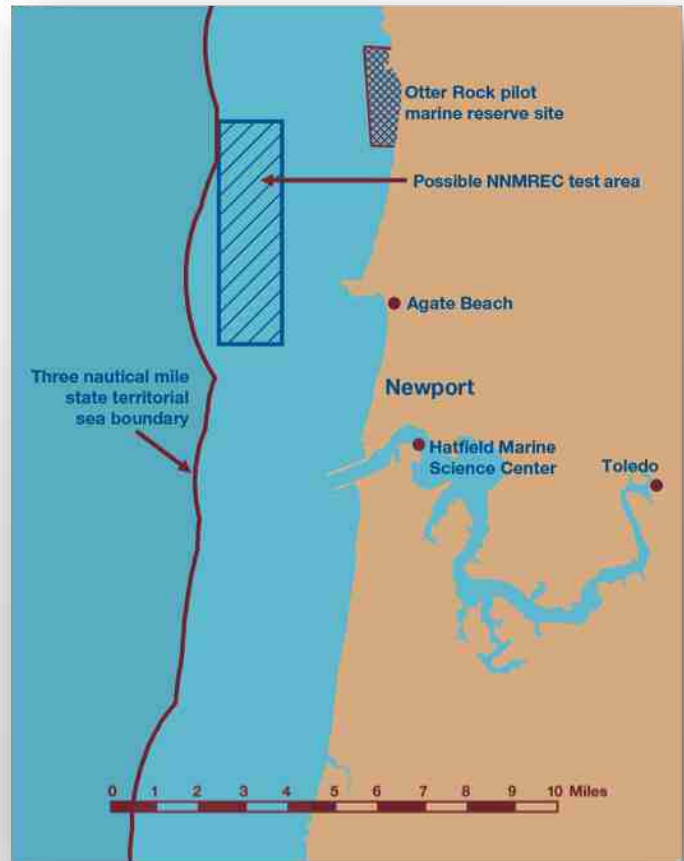 Otter Rock pilot
marine reserve site
Possible NNMREC test area
Agate Beach
Three nautical mile
state territorial
sea boundary
Newport
Hatfield Marine
Science Center
Toledo
0 1 2 3 4 5 6 7 8 9 10 Miles